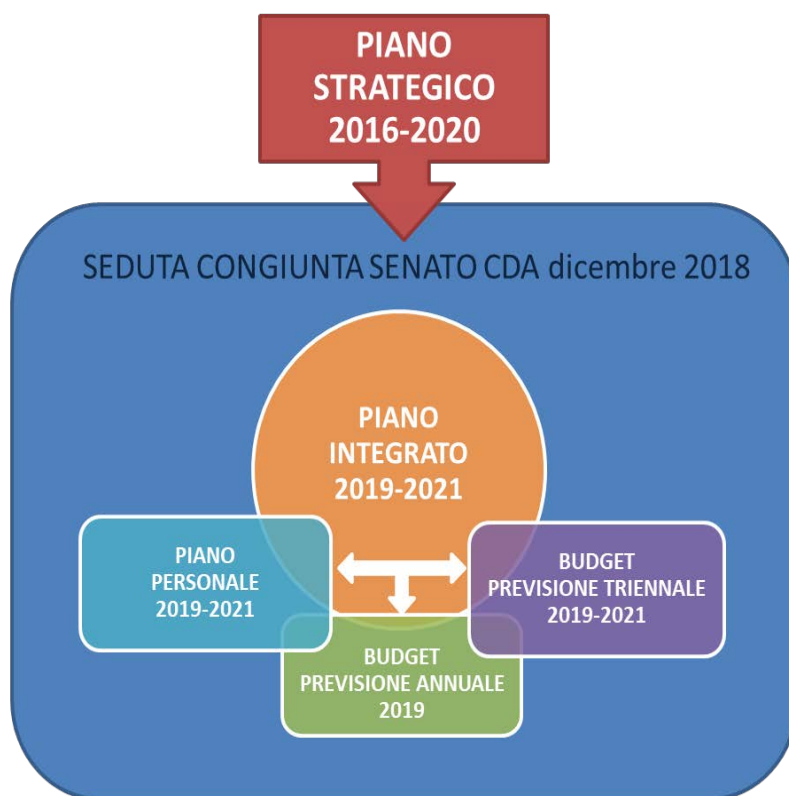 PIANO
STRATEGICO
2016-2020
SEDUTA CONGIUNTA SENATO CDA dicembre 2018
PIANO
INTEGRATO
2019-2021
PIANO
PERSONALE
2019-2021
BUDGET
PREVISIONE TRIENNALE
2019-2021
BUDGET
PREVISIONE ANNUALE
2019